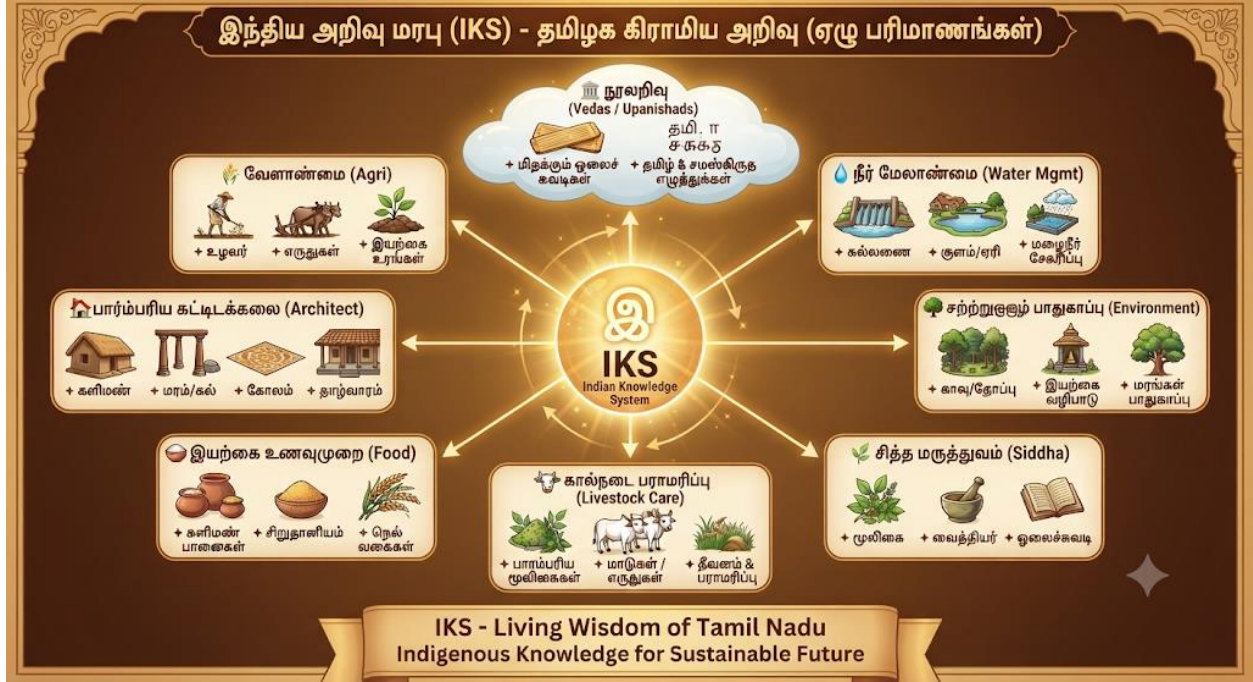 இந்திய அறிவு மரபு (IKS) - தமிழக கிராமிய அறிவு (ஏழு பரிமாணங்கள்)
நூலறிவு
(Vedas / Upanishads)
தமி. ா
+ மிதக்கும் ஓலைச்
சுவடிகள்
+ தமிழ் & சமஸ்கிருத
எழுத்துக்கள்
வேளாண்மை (Agri)
+ உழவர்
+ எருதுகள்
+ இயற்கை
நீர் மேலாண்மை (Water Mgmt)
+ கல்லணை
+ குளம்/ஏரி
+ மழைநீர்
சேகரிப்பு
பார்ம்பரிய கட்டிடக்கலை (Architect)
+ களிமண்
+ மரம்/கல்
+ கோலம்
+ தாழ்வாரம்
இ
IKS
Indian Knowledge
System
பாதுகாப்பு (Environment)
+ காவு/தோப்பு
+ இயற்கை
வழிபாடு
+ மரங்கள்
பாதுகாப்பு
இயற்கை உணவுமுறை (Food)
+ களிமண்
பானைகள்
+ சிறுதானியம்
+ நெல்
வகைகள்
கால்நடை பராமரிப்பு
(Livestock Care)
+ பாரம்பரிய
மூலிகைகள்
+ மாடுகள் /
எருதுகள்
+ தீவனம் &
பராமரிப்பு
சித்த மருத்துவம் (Siddha)
+ மூலிகை
+ வைத்தியர்
+ ஓலைச்சுவடி
IKS - Living Wisdom of Tamil Nadu
Indigenous Knowledge for Sustainable Future